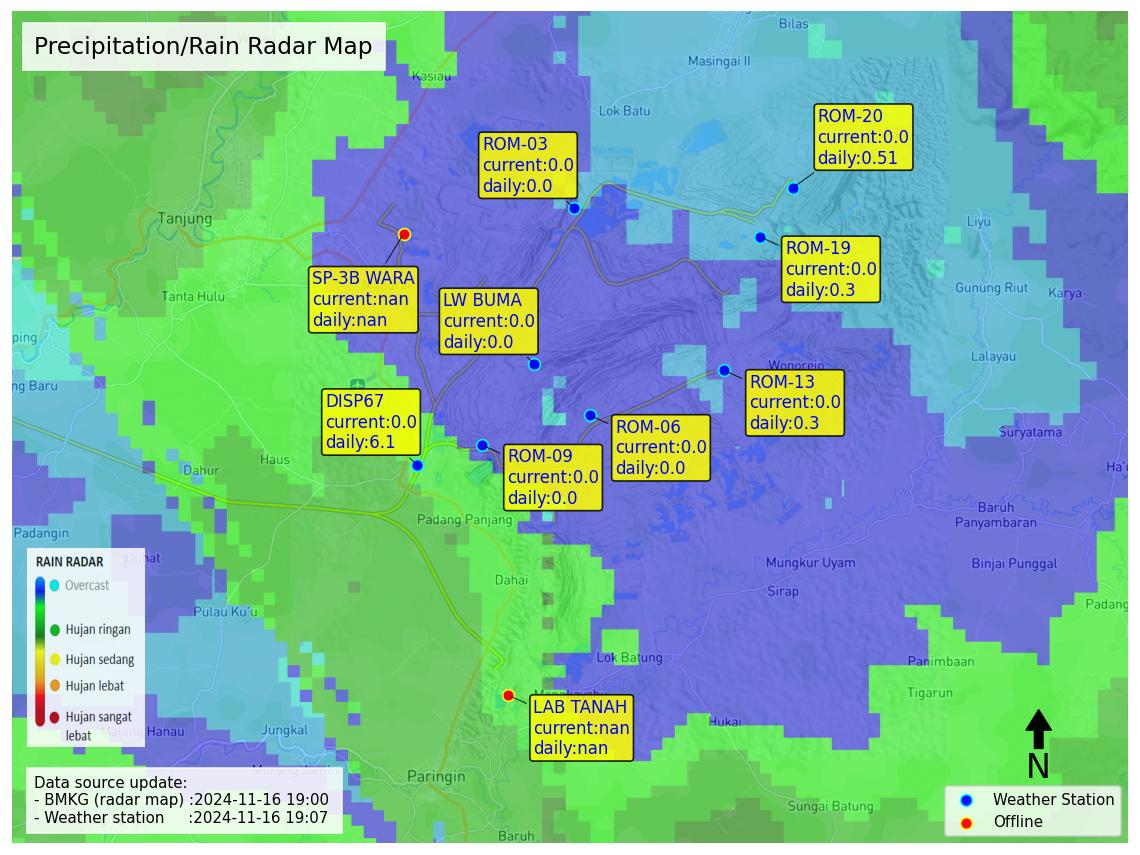 Precipitation/Rain Radar Map
Bilas
Masingai II
Kasiau
Lok Batu
ROM-20
current:0.0
daily:0.51
ROM-03
current:0.0
daily:0.0
Tanjung
Liyu
ROM-19
current:0.0
daily:0.3
SP-3B WARA
current:nan
daily:nan
LW BUMA
current:0.0
daily:0.0
Tanta Hulu
Gunung Riut
Karya
ping
Lalayau
Wonorejo
ng Baru
ROM-13
current:0.0
daily:0.3
DISP67
current:0.0
daily:6.1
ROM-06
current:0.0
daily:0.0
Suryatama
ROM-09
current:0.0
daily:0.0
Haus
Dahur
Ha'u
Padang Panjang
Baruh
Panyambaran
Padangin
Mungkur Uyam
Binjai Punggal
Dahai
Sirap
Pulau Ku'u
Padang
RAIN RADAR
Overcast
Hujan ringan
Hujan sedang
Hujan lebat
Hujan sangat
lebat
Lok Batung
Panimbaan
Tigarun
LAB TANAH
current:nan
daily:nan
Hukai
Manau
Jungkal
Paringin
Sungai Batung
Baruh
N
Data source update:
- BMKG (radar map) :2024-11-16 19:00
- Weather station :2024-11-16 19:07
Weather Station
Offline